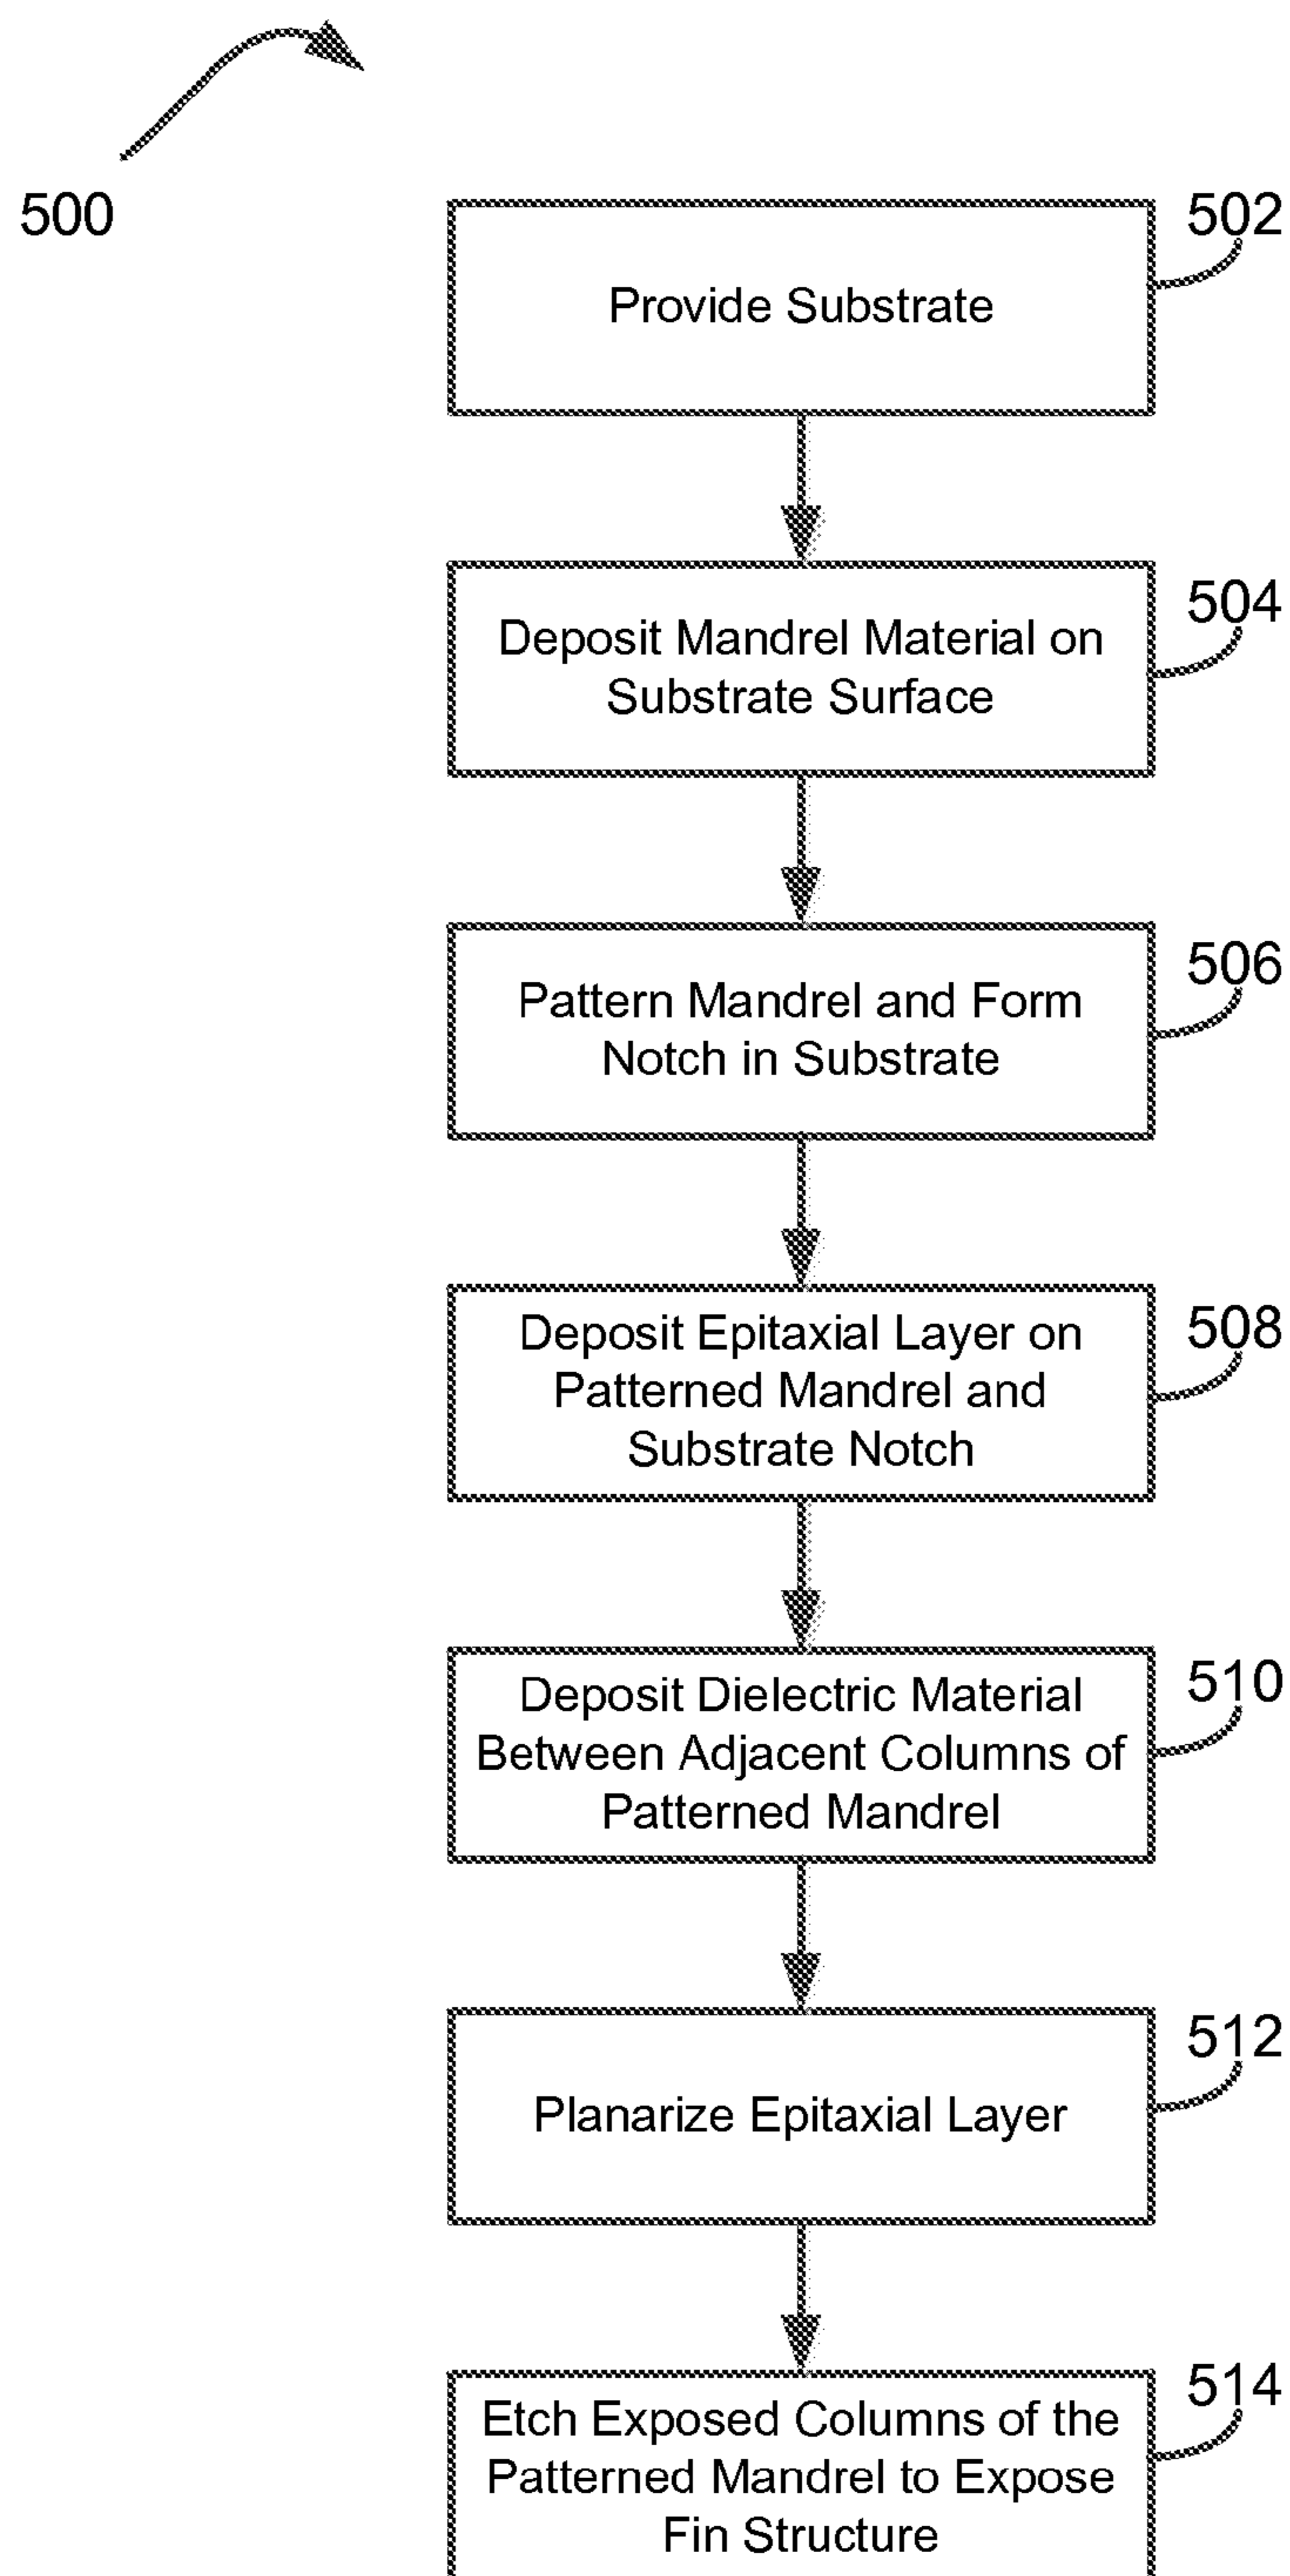 500
502
Provide Substrate
504
Deposit Mandrel Material on
Substrate Surface
506
Pattern Mandrel and Form
Notch in Substrate
508
Deposit Epitaxial Layer on
Patterned Mandrel and
Substrate Notch
510
Deposit Dielectric Material
Between Adjacent Columns of
Patterned Mandrel
512
Planarize Epitaxial Layer
514
Etch Exposed Columns of the
Patterned Mandrel to Expose
Fin Structure